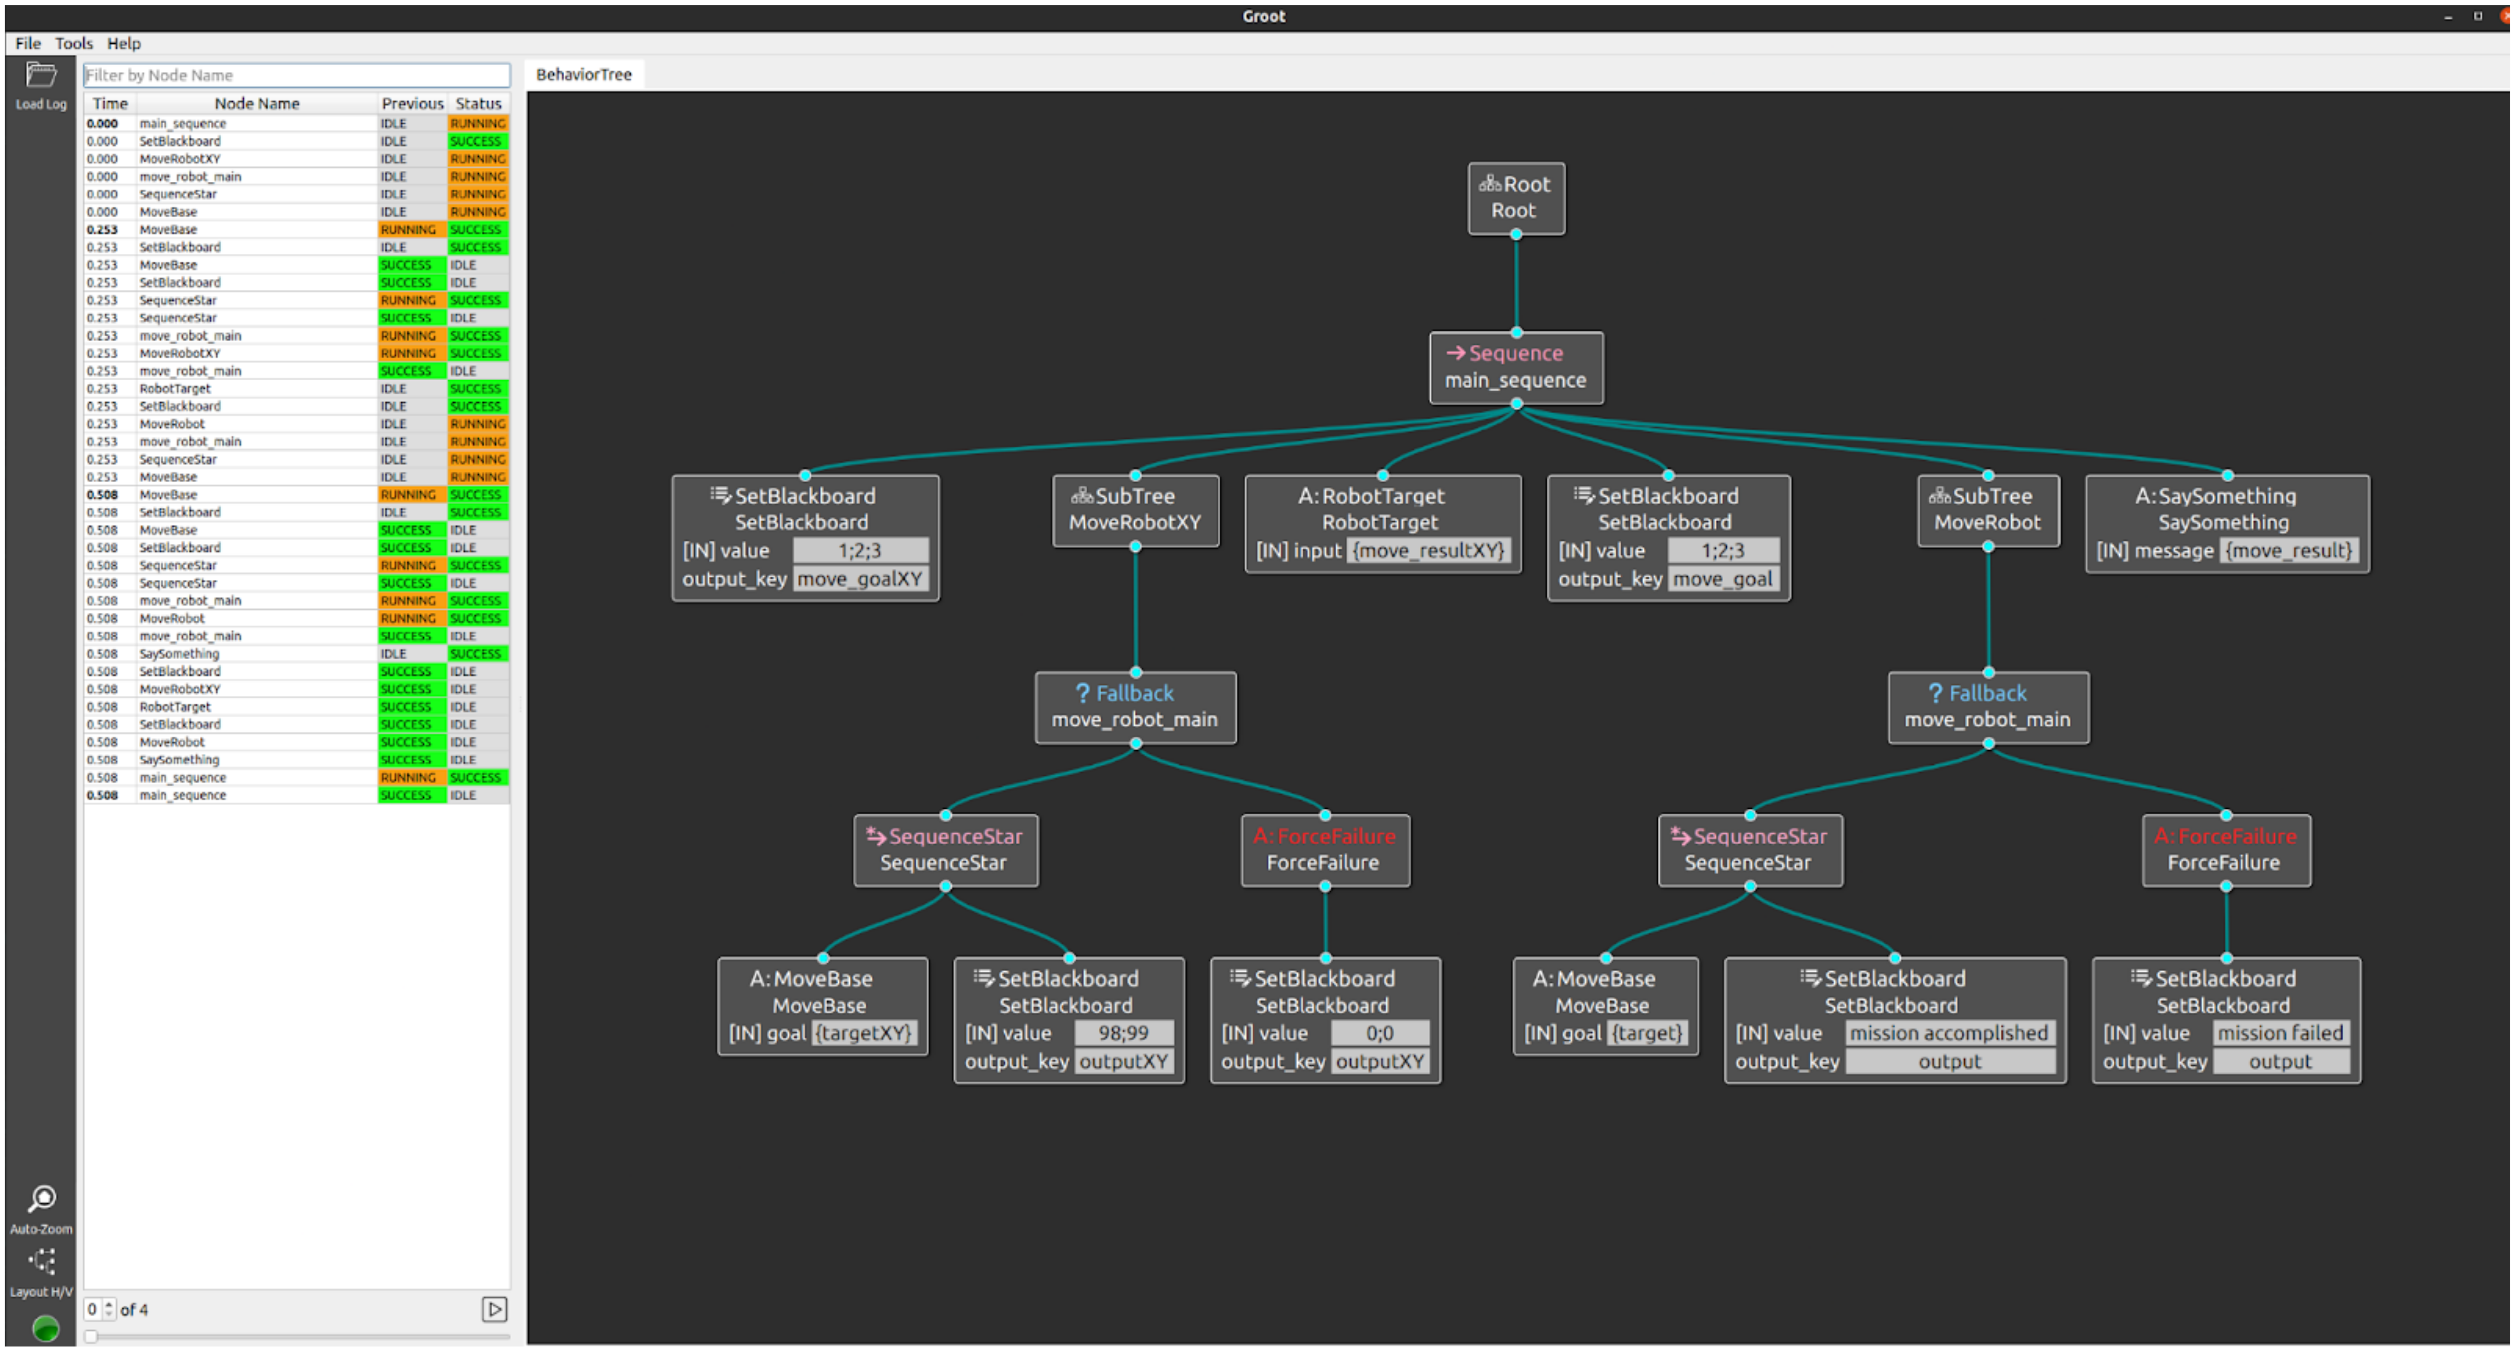 Groot
File Tools Help
Load Log
Filter by Node Name
Time Node Name Previous Status
0.000 main_sequence IDLE RUNNING
0.000 SetBlackboard IDLE SUCCESS
0.000 MoveRobotXY IDLE RUNNING
0.000 move_robot_main IDLE RUNNING
0.000 SequenceStar IDLE RUNNING
0.000 MoveBase IDLE RUNNING
0.253 MoveBase RUNNING SUCCESS
0.253 SetBlackboard IDLE SUCCESS
0.253 MoveBase SUCCESS IDLE
0.253 SetBlackboard SUCCESS IDLE
0.253 SequenceStar RUNNING SUCCESS
0.253 SequenceStar SUCCESS IDLE
0.253 move_robot_main RUNNING SUCCESS
0.253 MoveRobotXY RUNNING SUCCESS
0.253 move_robot_main SUCCESS IDLE
0.253 RobotTarget IDLE SUCCESS
0.253 SetBlackboard IDLE SUCCESS
0.253 MoveRobot IDLE RUNNING
0.253 move_robot_main IDLE RUNNING
0.253 SequenceStar IDLE RUNNING
0.253 MoveBase IDLE RUNNING
0.508 MoveBase RUNNING SUCCESS
0.508 SetBlackboard IDLE SUCCESS
0.508 MoveBase SUCCESS IDLE
0.508 SetBlackboard SUCCESS IDLE
0.508 SequenceStar RUNNING SUCCESS
0.508 SequenceStar SUCCESS IDLE
0.508 move_robot_main RUNNING SUCCESS
0.508 MoveRobot RUNNING SUCCESS
0.508 move_robot_main SUCCESS IDLE
0.508 SaySomething IDLE SUCCESS
0.508 SetBlackboard SUCCESS IDLE
0.508 MoveRobotXY SUCCESS IDLE
0.508 RobotTarget SUCCESS IDLE
0.508 SetBlackboard SUCCESS IDLE
0.508 MoveRobot SUCCESS IDLE
0.508 SaySomething SUCCESS IDLE
0.508 main_sequence RUNNING SUCCESS
0.508 main_sequence SUCCESS IDLE
Auto-Zoom
Layout H/V
0 of 4
BehaviorTree
Root
Root
Sequence
main_sequence
SetBlackboard
SetBlackboard
[IN] value 1;2;3
output_key move_goalXY
SubTree
MoveRobotXY
A:RobotTarget
RobotTarget
[IN] input {move_resultXY}
SetBlackboard
SetBlackboard
[IN] value 1;2;3
output_key move_goal
SubTree
MoveRobot
A:SaySomething
SaySomething
[IN] message {move_result}
? Fallback
move_robot_main
? Fallback
move_robot_main
SequenceStar
SequenceStar
A:ForceFailure
ForceFailure
SequenceStar
SequenceStar
A:ForceFailure
ForceFailure
A:MoveBase
MoveBase
[IN] goal {targetXY}
SetBlackboard
SetBlackboard
[IN] value 98;99
output_key outputXY
SetBlackboard
SetBlackboard
[IN] value 0;0
output_key outputXY
A:MoveBase
MoveBase
[IN] goal {target}
SetBlackboard
SetBlackboard
[IN] value mission accomplished
output_key output
SetBlackboard
SetBlackboard
[IN] value mission failed
output_key output